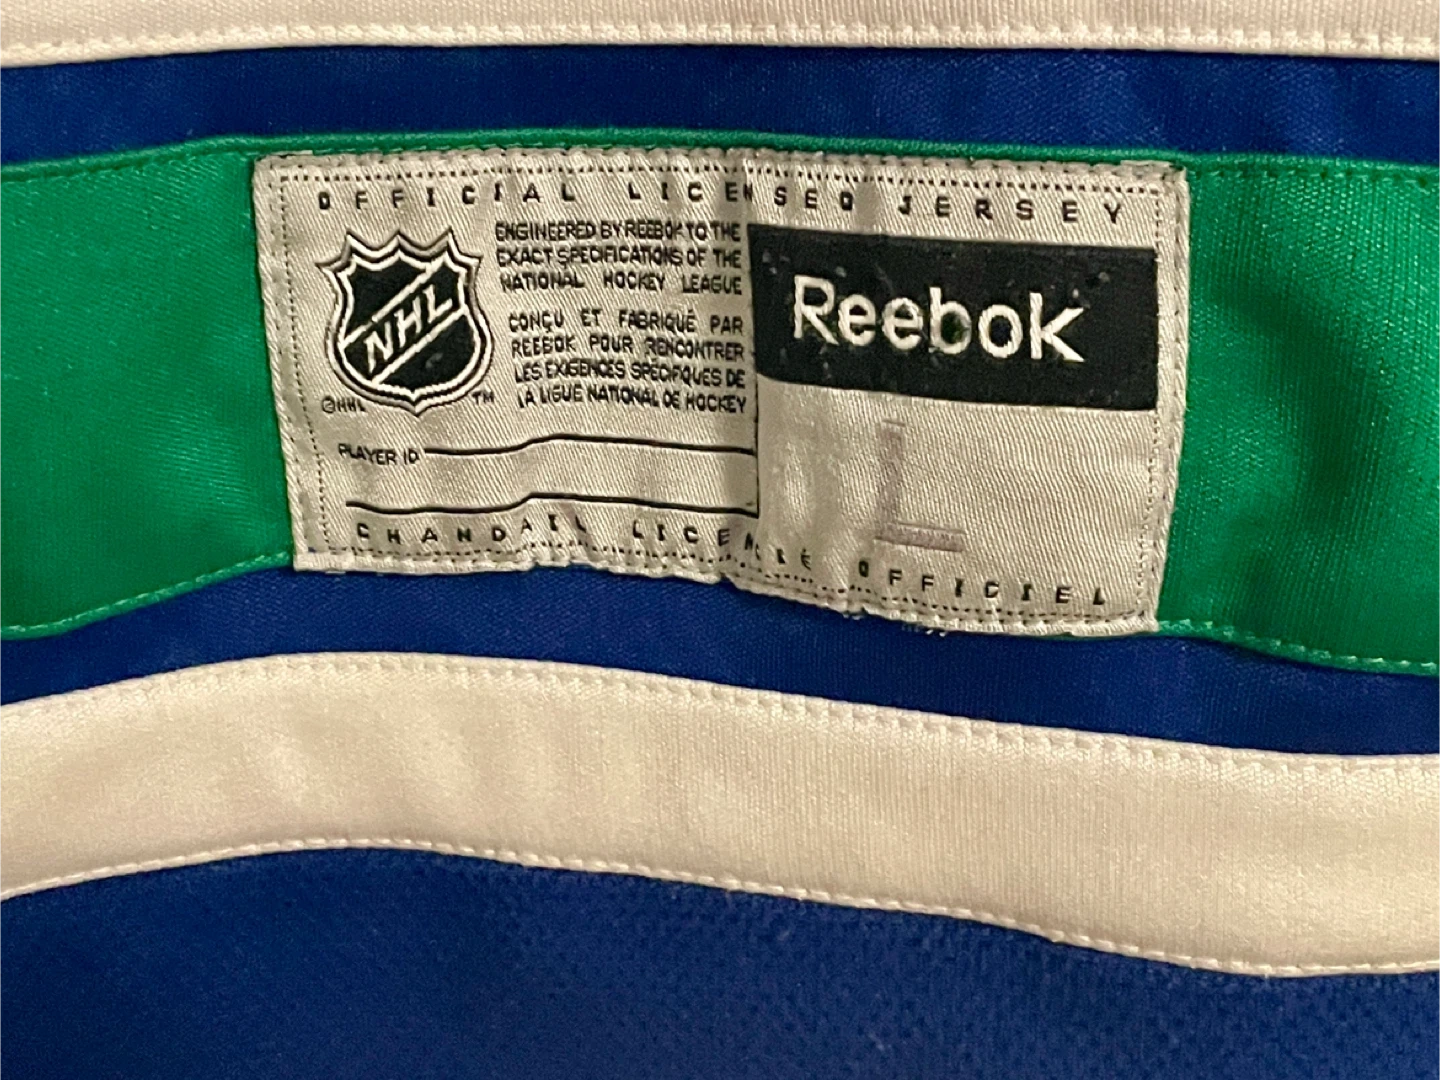 OFFICIAL LICENSED JERSEY
ENGINEERED BY REEBOK TO THE
EXACT SPECIFICATIONS OF THE
NATIONAL HOCKEY LEAGUE
CONÇU ET FABRIQUÉ PAR
REEBOK POUR RENCONTRER
LES EXIGENCES SPÉCIFIQUES DE
LA LIGUE NATIONAL DE HOCKEY
NHL
©NHL
TM
PLAYER ID
Reebok
L
CHANDAIL LICENCIÉ OFFICIEL